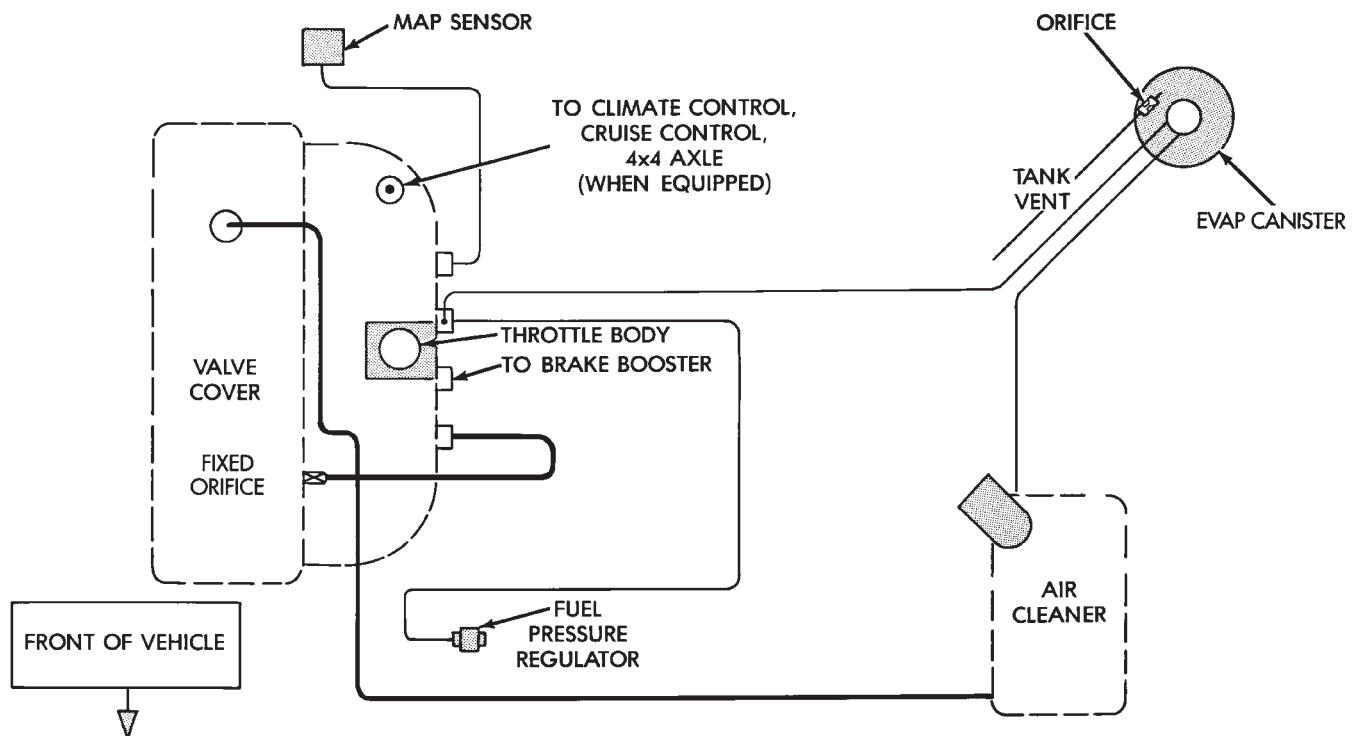 MAP SENSOR
ORIFICE
TO CLIMATE CONTROL,
CRUISE CONTROL,
4x4 AXLE
(WHEN EQUIPPED)
TANK
VENT
EVAP CANISTER
THROTTLE BODY
TO BRAKE BOOSTER
VALVE
COVER
FIXED
ORIFICE
AIR
CLEANER
FUEL
PRESSURE
REGULATOR
FRONT OF VEHICLE